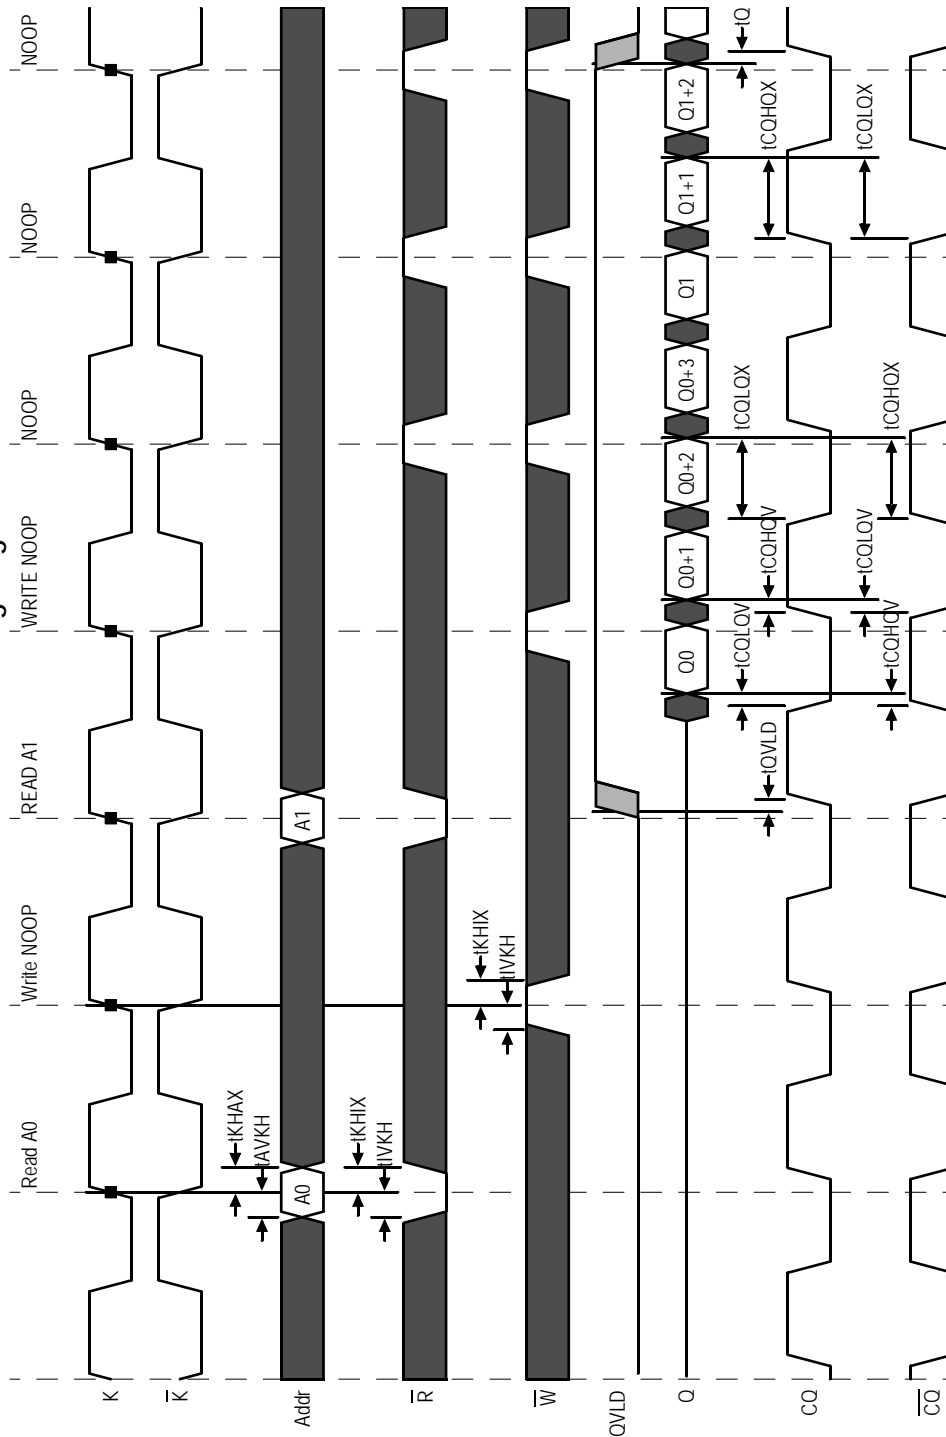 Read A0
Write NOOP
READ A1
WRITE NOOP
NOOP
NOOP
NOOP
K
K
Addr
A0
A1
tKHAX
tAVKH
R
tKHIX
tIVKH
W
tKHIX
tIVKH
QVLD
Q
Q0
Q0+1
Q0+2
Q0+3
Q1
Q1+1
Q1+2
tQVLD
tCQLQV
tCQHQV
tCQLQX
tCQHQX
tQ
CQ
tCQHQV
tCQLQV
tCQHQX
tCQLQX
CQ